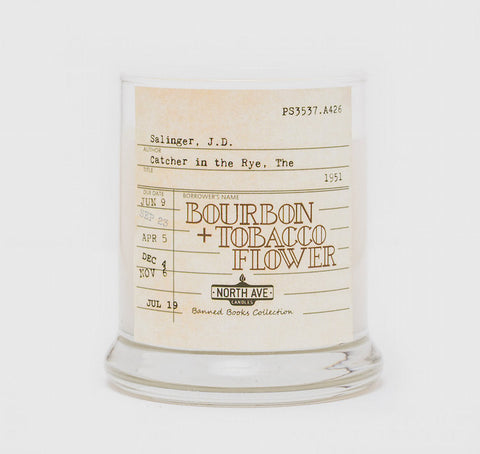 PS3537.A426
Salinger, J.D.
AUTHOR
Catcher in the Rye, The
TITLE
1951
DUE DATE
BORROWER'S NAME
JUN 9
SEP 23
APR 5
DEC 4
NOV 6
JUL 19
BOURBON
+ TOBACCO
FLOWER
NORTH AVE
CANDLES
Banned Books Collection